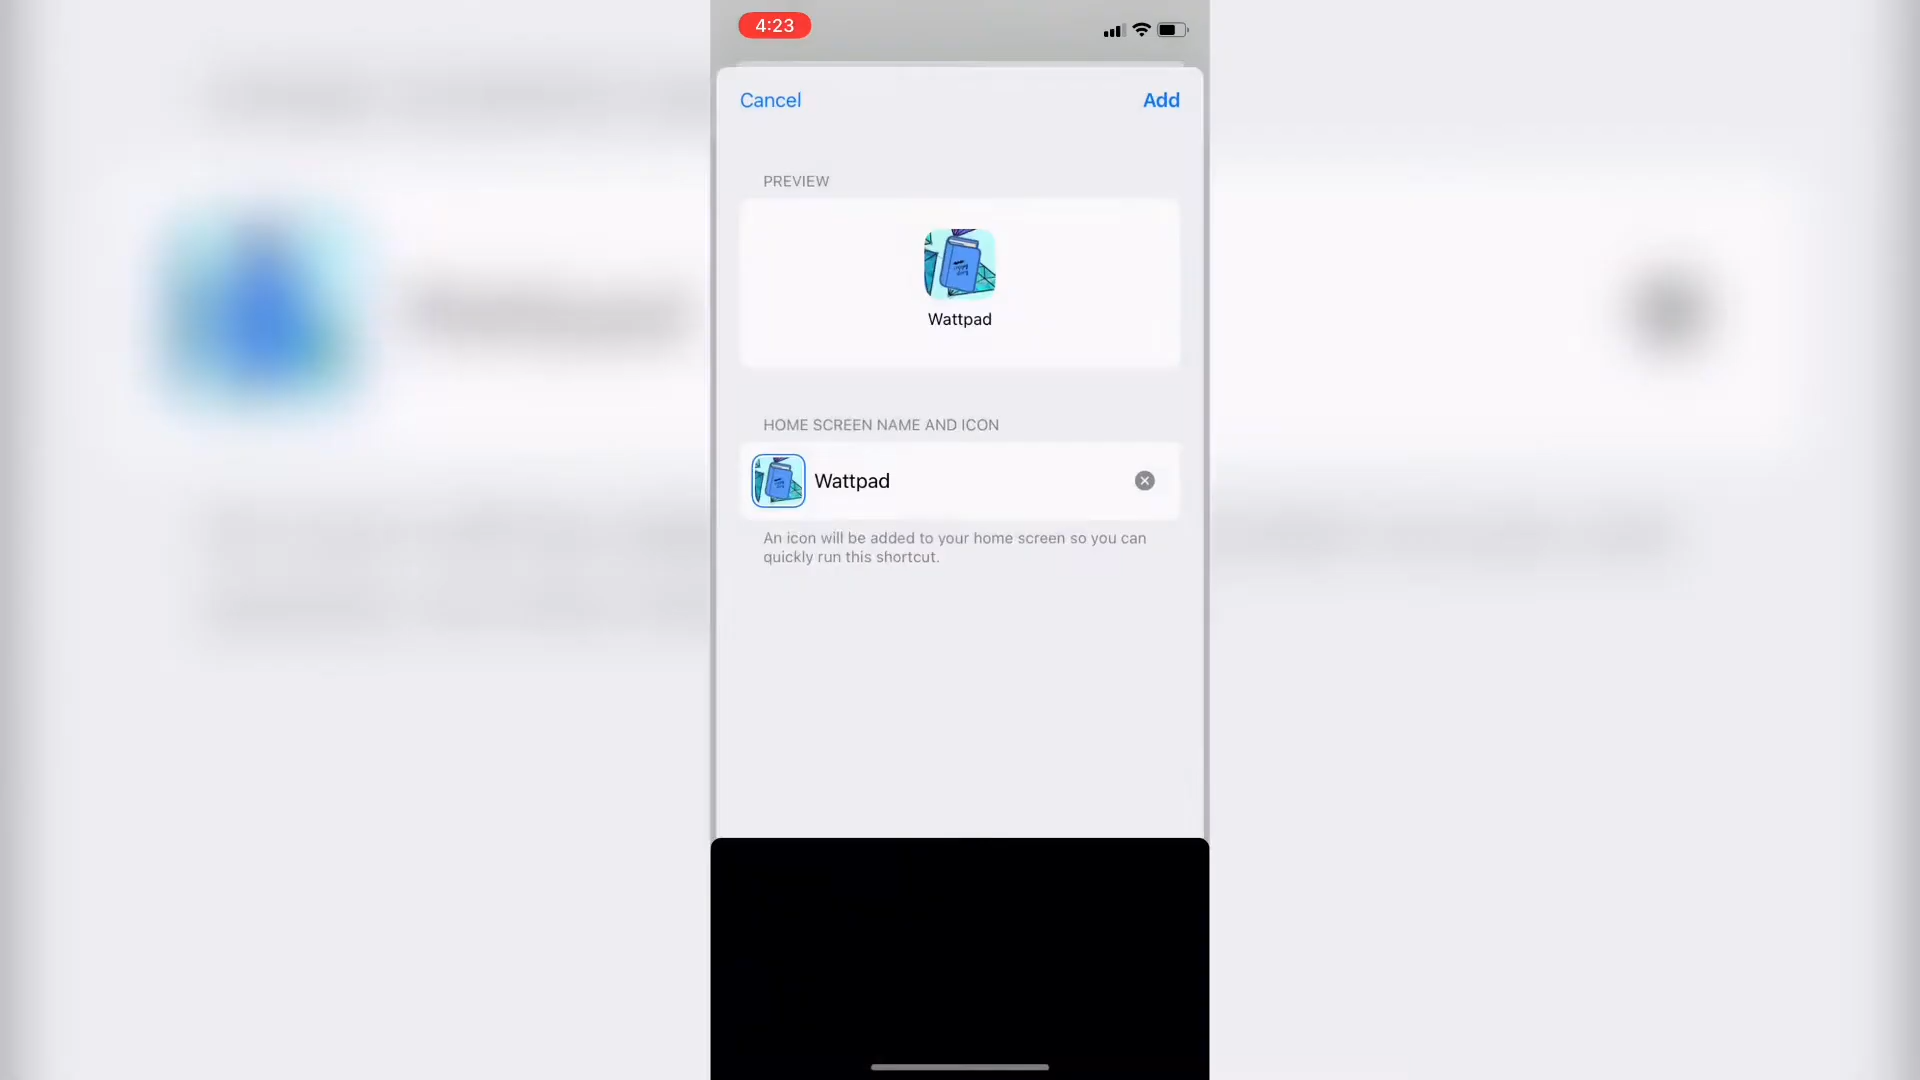 4:23
Cancel
Add
PREVIEW
Wattpad
HOME SCREEN NAME AND ICON
Wattpad
An icon will be added to your home screen so you can
quickly run this shortcut.